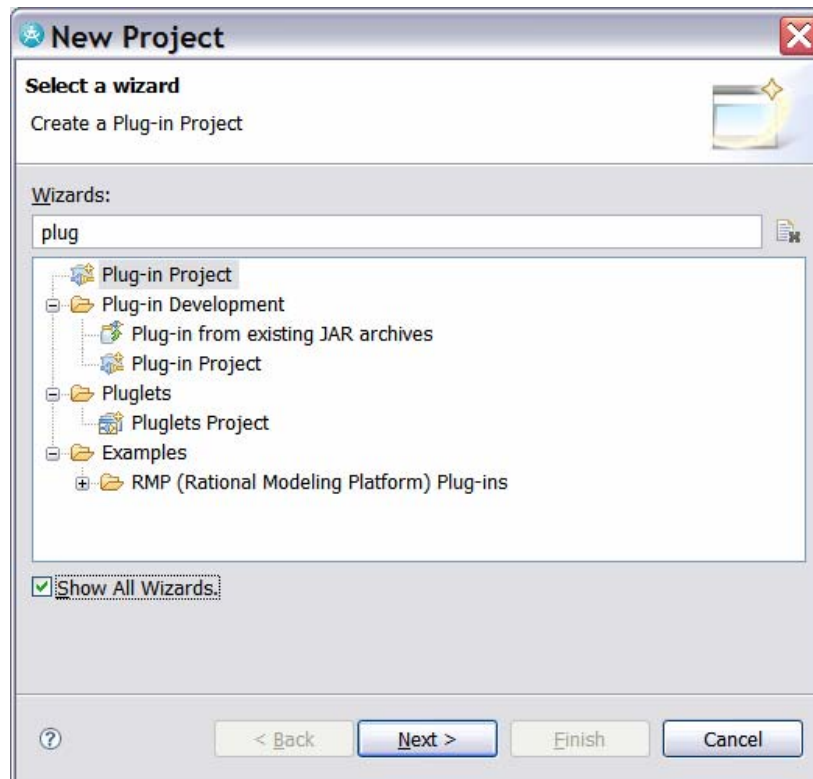 New Project
Select a wizard
Create a Plug-in Project
Wizards:
plug
Plug-in Project
Plug-in Development
Plug-in from existing JAR archives
Plug-in Project
Pluglets
Pluglets Project
Examples
RMP (Rational Modeling Platform) Plug-ins
Show All Wizards.
? < Back Next > Finish Cancel